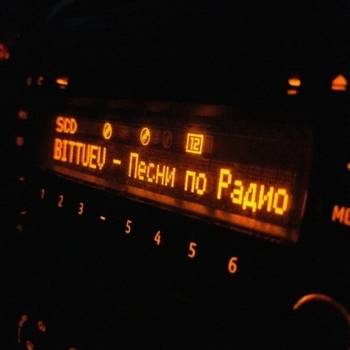 SCD 12
BITTUEV - Песни по Радио
1 2 3 - 5 4 5 6